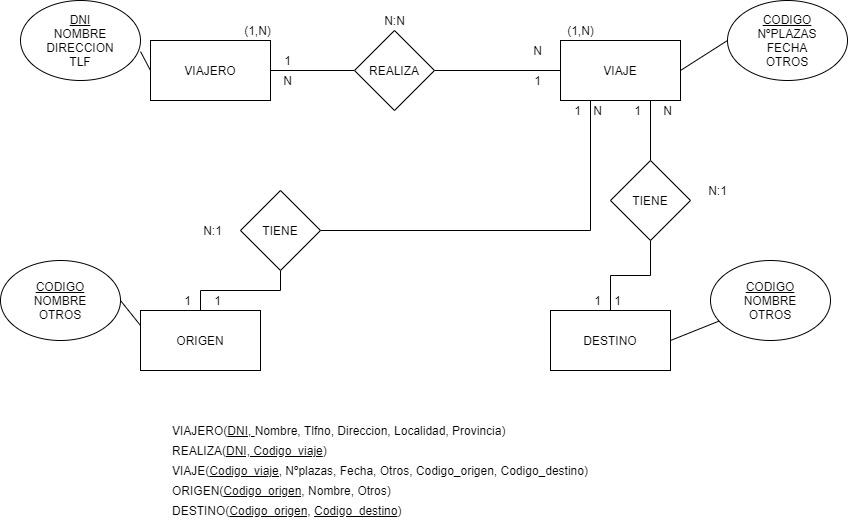 DNI
NOMBRE
DIRECCION
TLF
(1,N)
VIAJERO
1
N
N:N
REALIZA
N
1
(1,N)
VIAJE
CODIGO
NºPLAZAS
FECHA
OTROS
1 N
1 N
TIENE
N:1
N:1
TIENE
CODIGO
NOMBRE
OTROS
1 1
ORIGEN
1 1
DESTINO
CODIGO
NOMBRE
OTROS
VIAJERO(DNI, Nombre, Tlfno, Direccion, Localidad, Provincia)
REALIZA(DNI, Codigo_viaje)
VIAJE(Codigo_viaje, Nºplazas, Fecha, Otros, Codigo_origen, Codigo_destino)
ORIGEN(Codigo_origen, Nombre, Otros)
DESTINO(Codigo_origen, Codigo_destino)